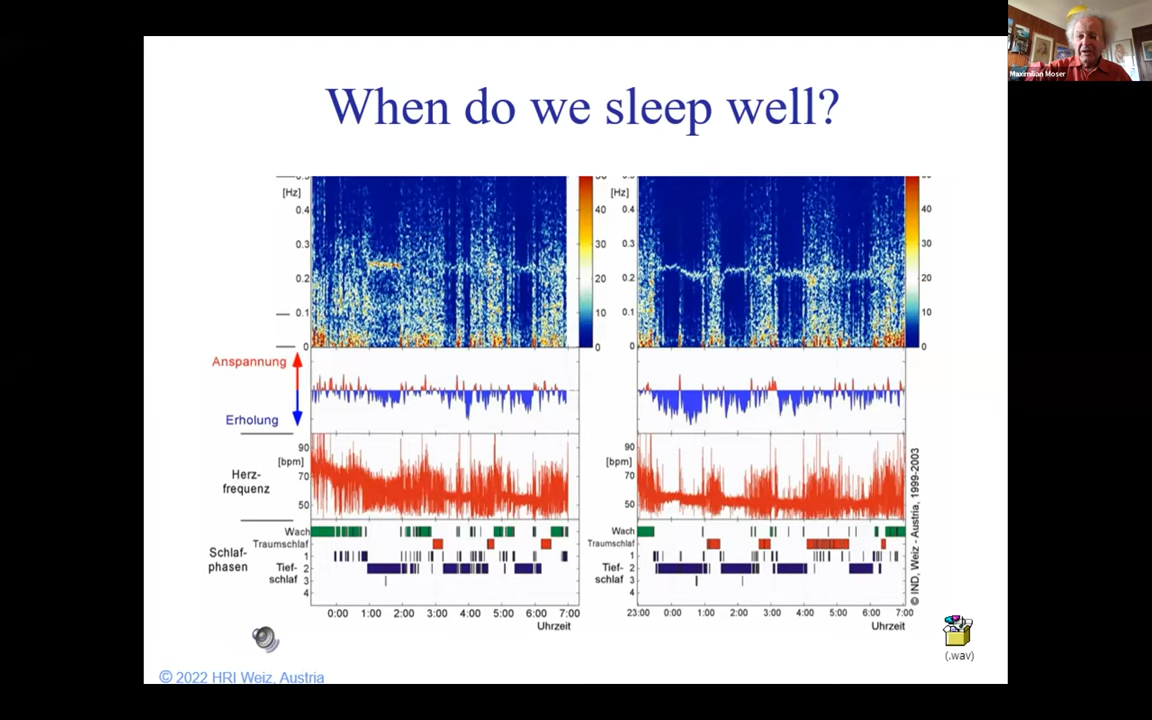 Maximilian Moser
When do we sleep well?
[Hz]
0.4
0.3
0.2
0.1
0
40
30
20
10
0
[Hz]
0.4
0.3
0.2
0.1
0
40
30
20
10
0
Anspannung
Erholung
Herz-
frequenz
90
[bpm]
70
50
90
[bpm]
70
50
Schlaf-
phasen
Wach
Traumschlaf
1
Tief- 2
schlaf 3
4
Wach
Traumschlaf
1
Tief- 2
schlaf 3
4
0:00 1:00 2:00 3:00 4:00 5:00 6:00 7:00
Uhrzeit
23:00 0:00 1:00 2:00 3:00 4:00 5:00 6:00 7:00
Uhrzeit
© IND, Weiz - Austria, 1999-2003
(.wav)
© 2022 HRI Weiz, Austria